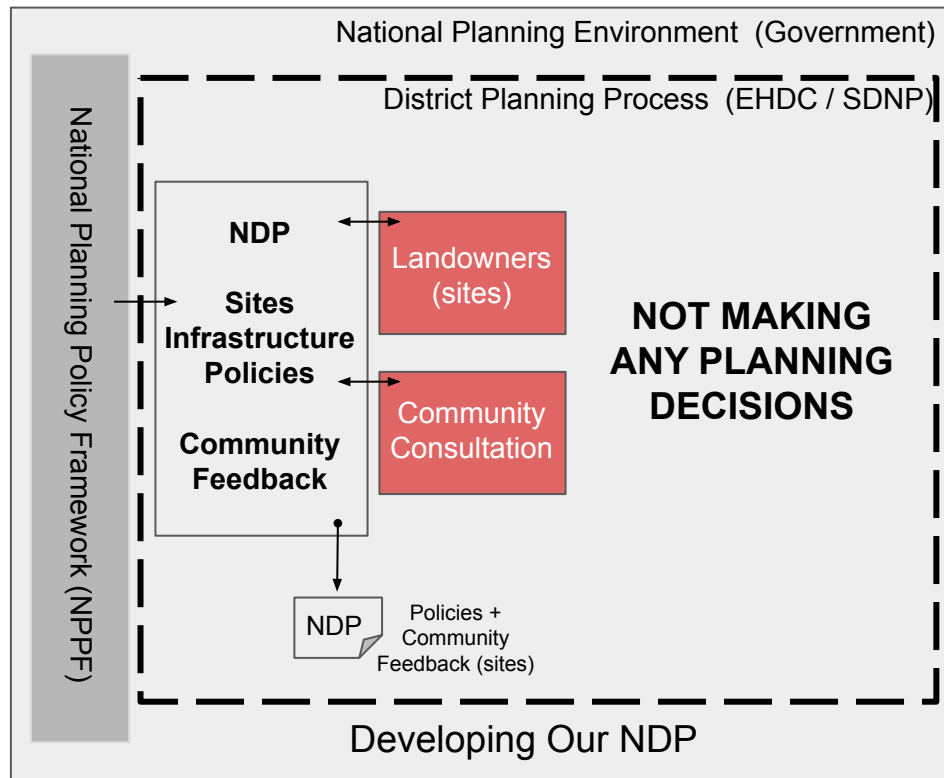 National Planning Environment (Government)
District Planning Process (EHDC / SDNP)
National Planning Policy Framework (NPPF)
NDP
Sites
Infrastructure
Policies
Community
Feedback
Landowners
(sites)
Community
Consultation
NOT MAKING
ANY PLANNING
DECISIONS
NDP
Policies +
Community
Feedback (sites)
Developing Our NDP